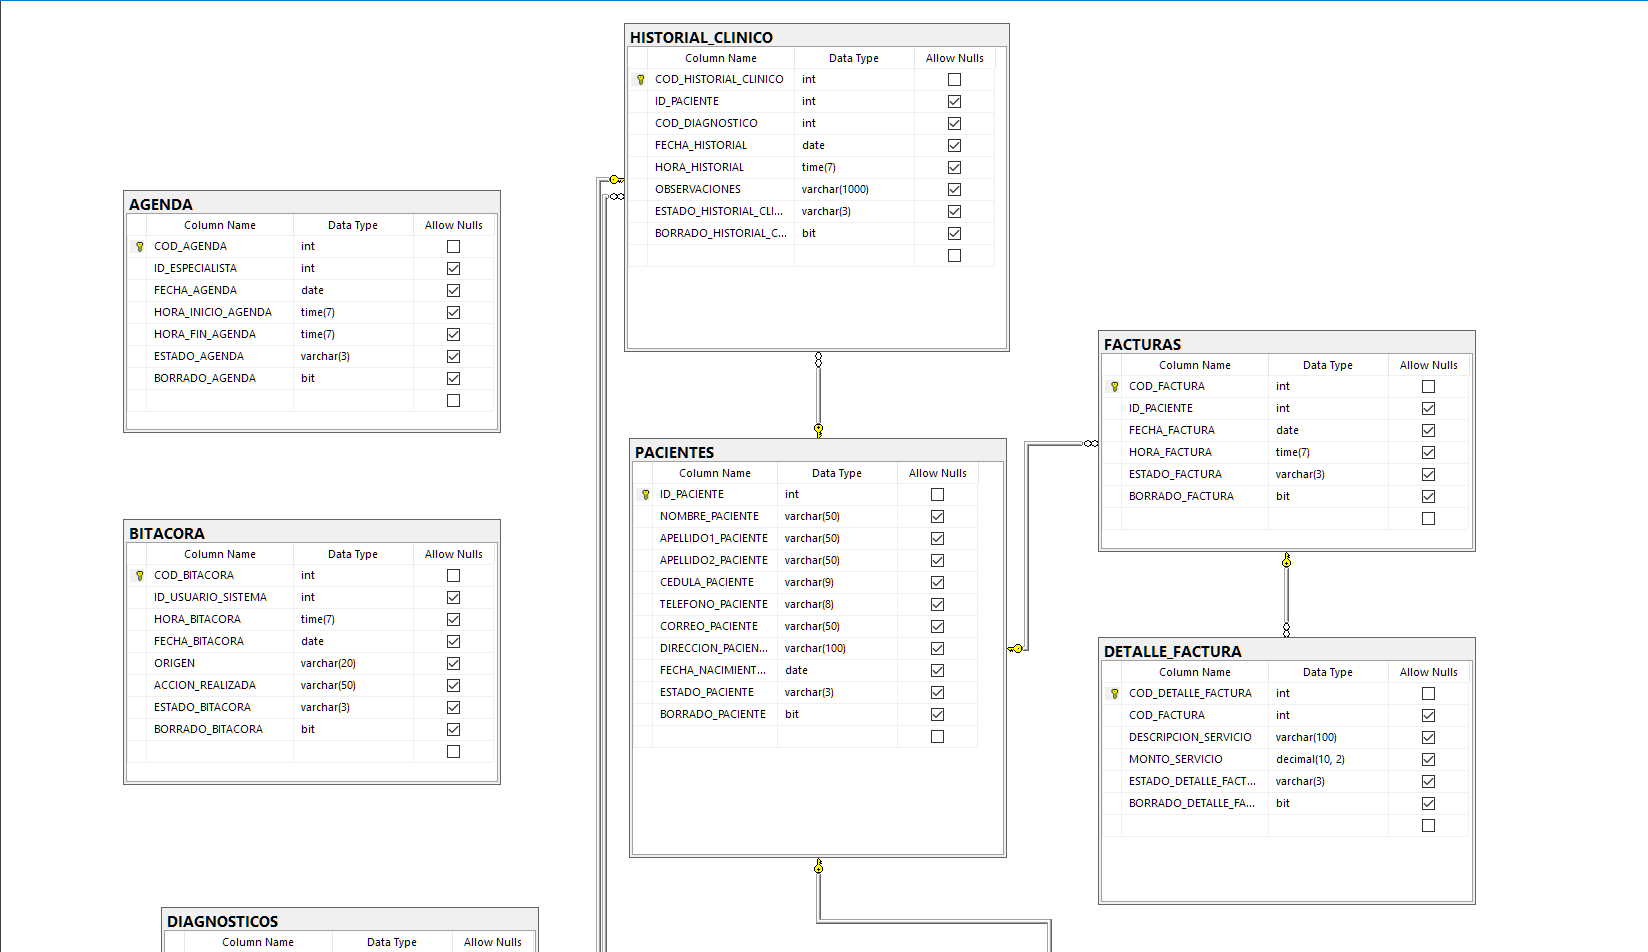 HISTORIAL_CLINICO
Column Name Data Type Allow Nulls
COD_HISTORIAL_CLINICO int
ID_PACIENTE int
COD_DIAGNOSTICO int
FECHA_HISTORIAL date
HORA_HISTORIAL time(7)
OBSERVACIONES varchar(1000)
ESTADO_HISTORIAL_CLI... varchar(3)
BORRADO_HISTORIAL_C... bit
AGENDA
Column Name Data Type Allow Nulls
COD_AGENDA int
ID_ESPECIALISTA int
FECHA_AGENDA date
HORA_INICIO_AGENDA time(7)
HORA_FIN_AGENDA time(7)
ESTADO_AGENDA varchar(3)
BORRADO_AGENDA bit
FACTURAS
Column Name Data Type Allow Nulls
COD_FACTURA int
ID_PACIENTE int
FECHA_FACTURA date
HORA_FACTURA time(7)
ESTADO_FACTURA varchar(3)
BORRADO_FACTURA bit
PACIENTES
Column Name Data Type Allow Nulls
ID_PACIENTE int
NOMBRE_PACIENTE varchar(50)
APELLIDO1_PACIENTE varchar(50)
APELLIDO2_PACIENTE varchar(50)
CEDULA_PACIENTE varchar(9)
TELEFONO_PACIENTE varchar(8)
CORREO_PACIENTE varchar(50)
DIRECCION_PACIEN... varchar(100)
FECHA_NACIMIENT... date
ESTADO_PACIENTE varchar(3)
BORRADO_PACIENTE bit
BITACORA
Column Name Data Type Allow Nulls
COD_BITACORA int
ID_USUARIO_SISTEMA int
HORA_BITACORA time(7)
FECHA_BITACORA date
ORIGEN varchar(20)
ACCION_REALIZADA varchar(50)
ESTADO_BITACORA varchar(3)
BORRADO_BITACORA bit
DETALLE_FACTURA
Column Name Data Type Allow Nulls
COD_DETALLE_FACTURA int
COD_FACTURA int
DESCRIPCION_SERVICIO varchar(100)
MONTO_SERVICIO decimal(10, 2)
ESTADO_DETALLE_FACT... varchar(3)
BORRADO_DETALLE_FA... bit
DIAGNOSTICOS
Column Name Data Type Allow Nulls